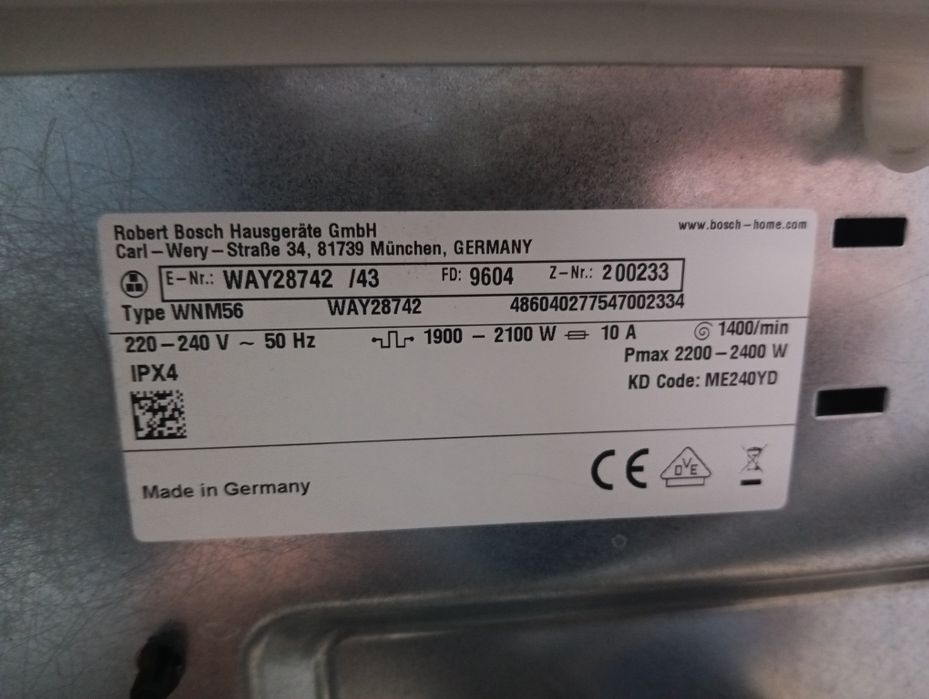 Robert Bosch Hausgeräte GmbH
www.bosch-home.com
Carl-Wery-Straße 34, 81739 München, GERMANY
E-Nr.: WAY28742 /43 FD: 9604 Z-Nr.: 200233
Type WNM56 WAY28742 486040277547002334
220-240 V ~ 50 Hz 1900 - 2100 W 10 A 1400/min
Pmax 2200-2400 W
IPX4
KD Code: ME240YD
Made in Germany
CE
DVE